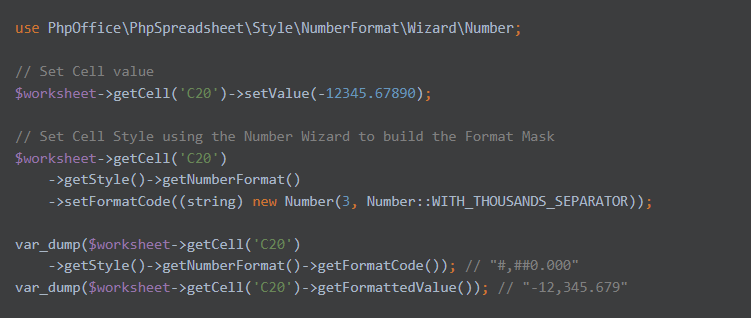 use PhpOffice\PhpSpreadsheet\Style\NumberFormat\Wizard\Number;
// Set Cell value
$worksheet->getCell('C20')->setValue(-12345.67890);
// Set Cell Style using the Number Wizard to build the Format Mask
$worksheet->getCell('C20')
->getStyle()->getNumberFormat()
->setFormatCode((string) new Number(3, Number::WITH_THOUSANDS_SEPARATOR));
var_dump($worksheet->getCell('C20')
->getStyle()->getNumberFormat()->getFormatCode()); // "#,##0.000"
var_dump($worksheet->getCell('C20')->getFormattedValue()); // "-12,345.679"